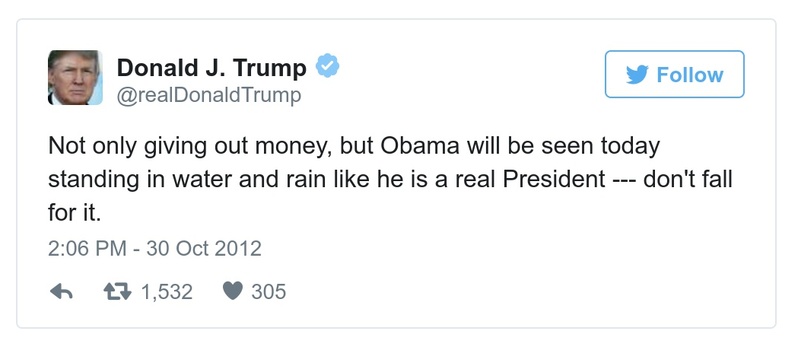 Donald J. Trump
@realDonaldTrump
Follow
Not only giving out money, but Obama will be seen today
standing in water and rain like he is a real President --- don't fall
for it.
2:06 PM - 30 Oct 2012
1,532 305